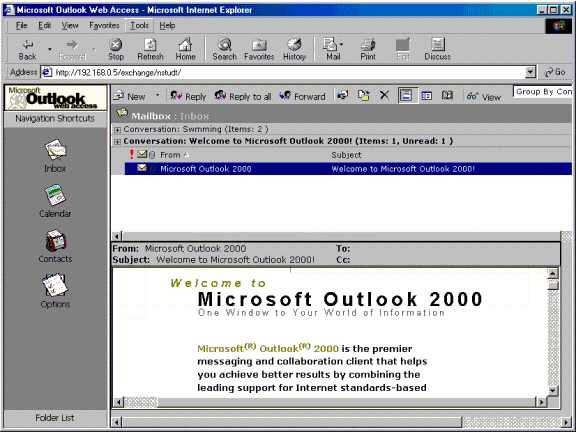 Microsoft Outlook Web Access - Microsoft Internet Explorer
File Edit View Favorites Tools Help
Back Forward Stop Refresh Home Search Favorites History Mail Print Edit Discuss
Address http://192.168.0.5/exchange/nstudt/ Go
Microsoft
Outlook
web access
New Reply Reply to all Forward View Group By Con
Navigation Shortcuts
Mailbox : Inbox
Conversation: Swmming (Items: 2 )
Conversation: Welcome to Microsoft Outlook 2000! (Items: 1, Unread: 1 )
From Subject
Microsoft Outlook 2000 Welcome to Microsoft Outlook 2000!
Inbox
Calendar
Contacts
Options
From: Microsoft Outlook 2000 To:
Subject: Welcome to Microsoft Outlook 2000! Cc:
Welcome to
Microsoft Outlook 2000
One Window to Your World of Information
Microsoft(R) Outlook(R) 2000 is the premier
messaging and collaboration client that helps
you achieve better results by combining the
leading support for Internet standards-based
Folder List